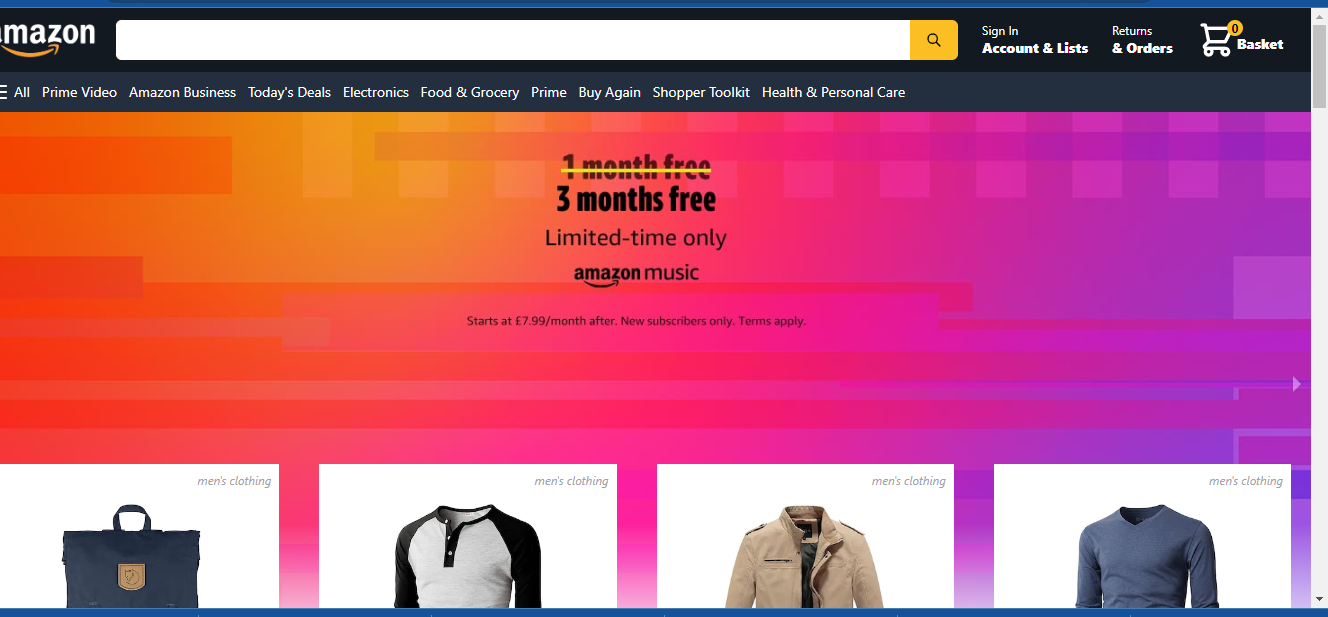 amazon
Sign In
Account & Lists
Returns
& Orders
0
Basket
All Prime Video Amazon Business Today's Deals Electronics Food & Grocery Prime Buy Again Shopper Toolkit Health & Personal Care
1 month free
3 months free
Limited-time only
amazon music
Starts at £7.99/month after. New subscribers only. Terms apply.
men's clothing
men's clothing
men's clothing
men's clothing